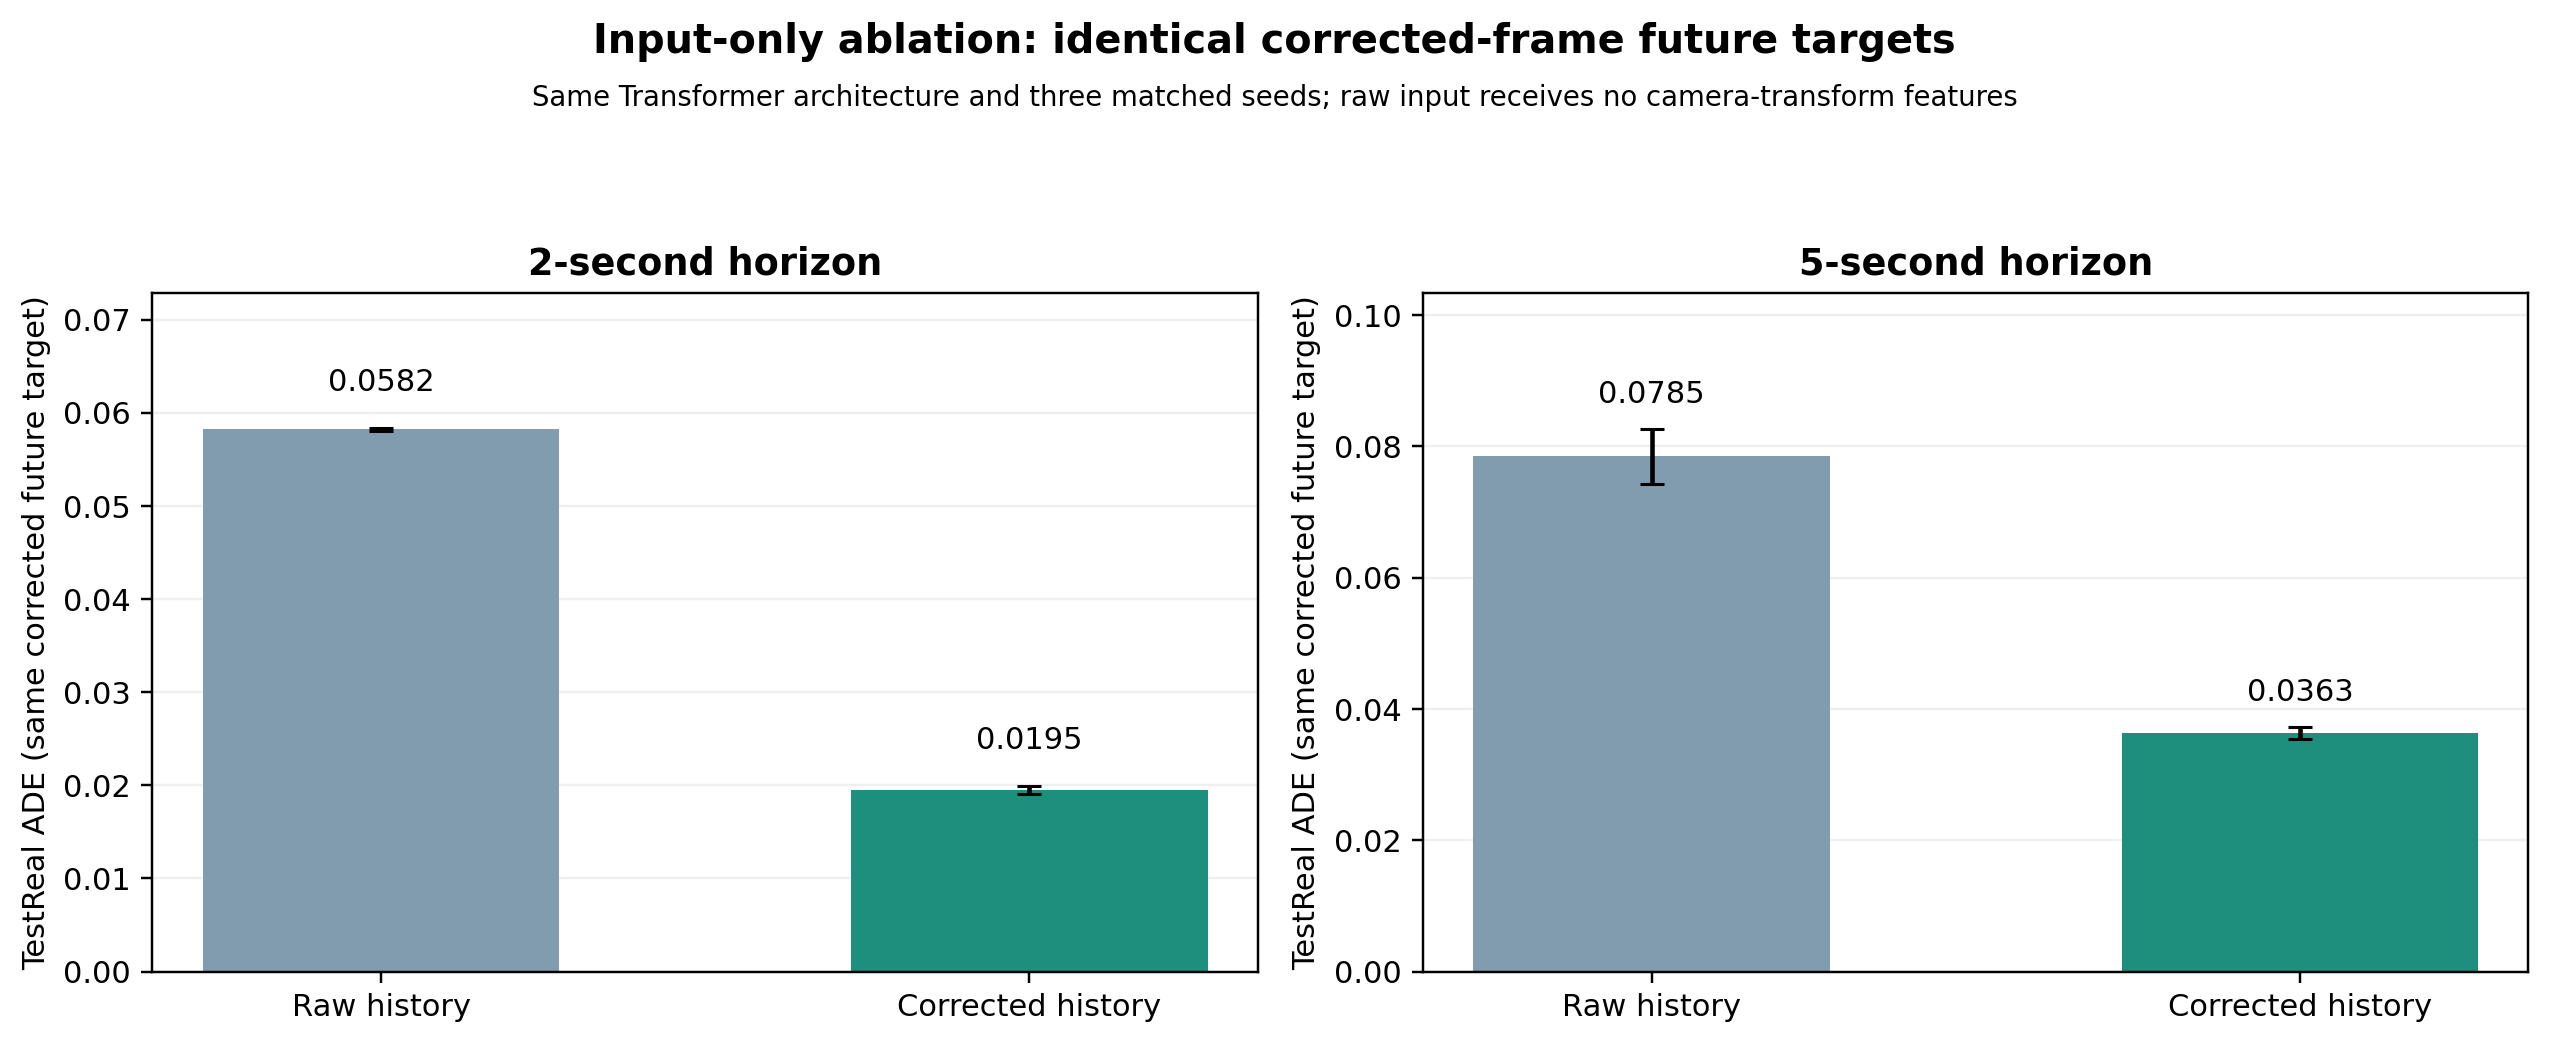 Input-only ablation: identical corrected-frame future targets
Same Transformer architecture and three matched seeds; raw input receives no camera-transform features
2-second horizon
TestReal ADE (same corrected future target)
0.07
0.06
0.05
0.04
0.03
0.02
0.01
0.00
0.0582
0.0195
Raw history
Corrected history
5-second horizon
TestReal ADE (same corrected future target)
0.10
0.08
0.06
0.04
0.02
0.00
0.0785
0.0363
Raw history
Corrected history